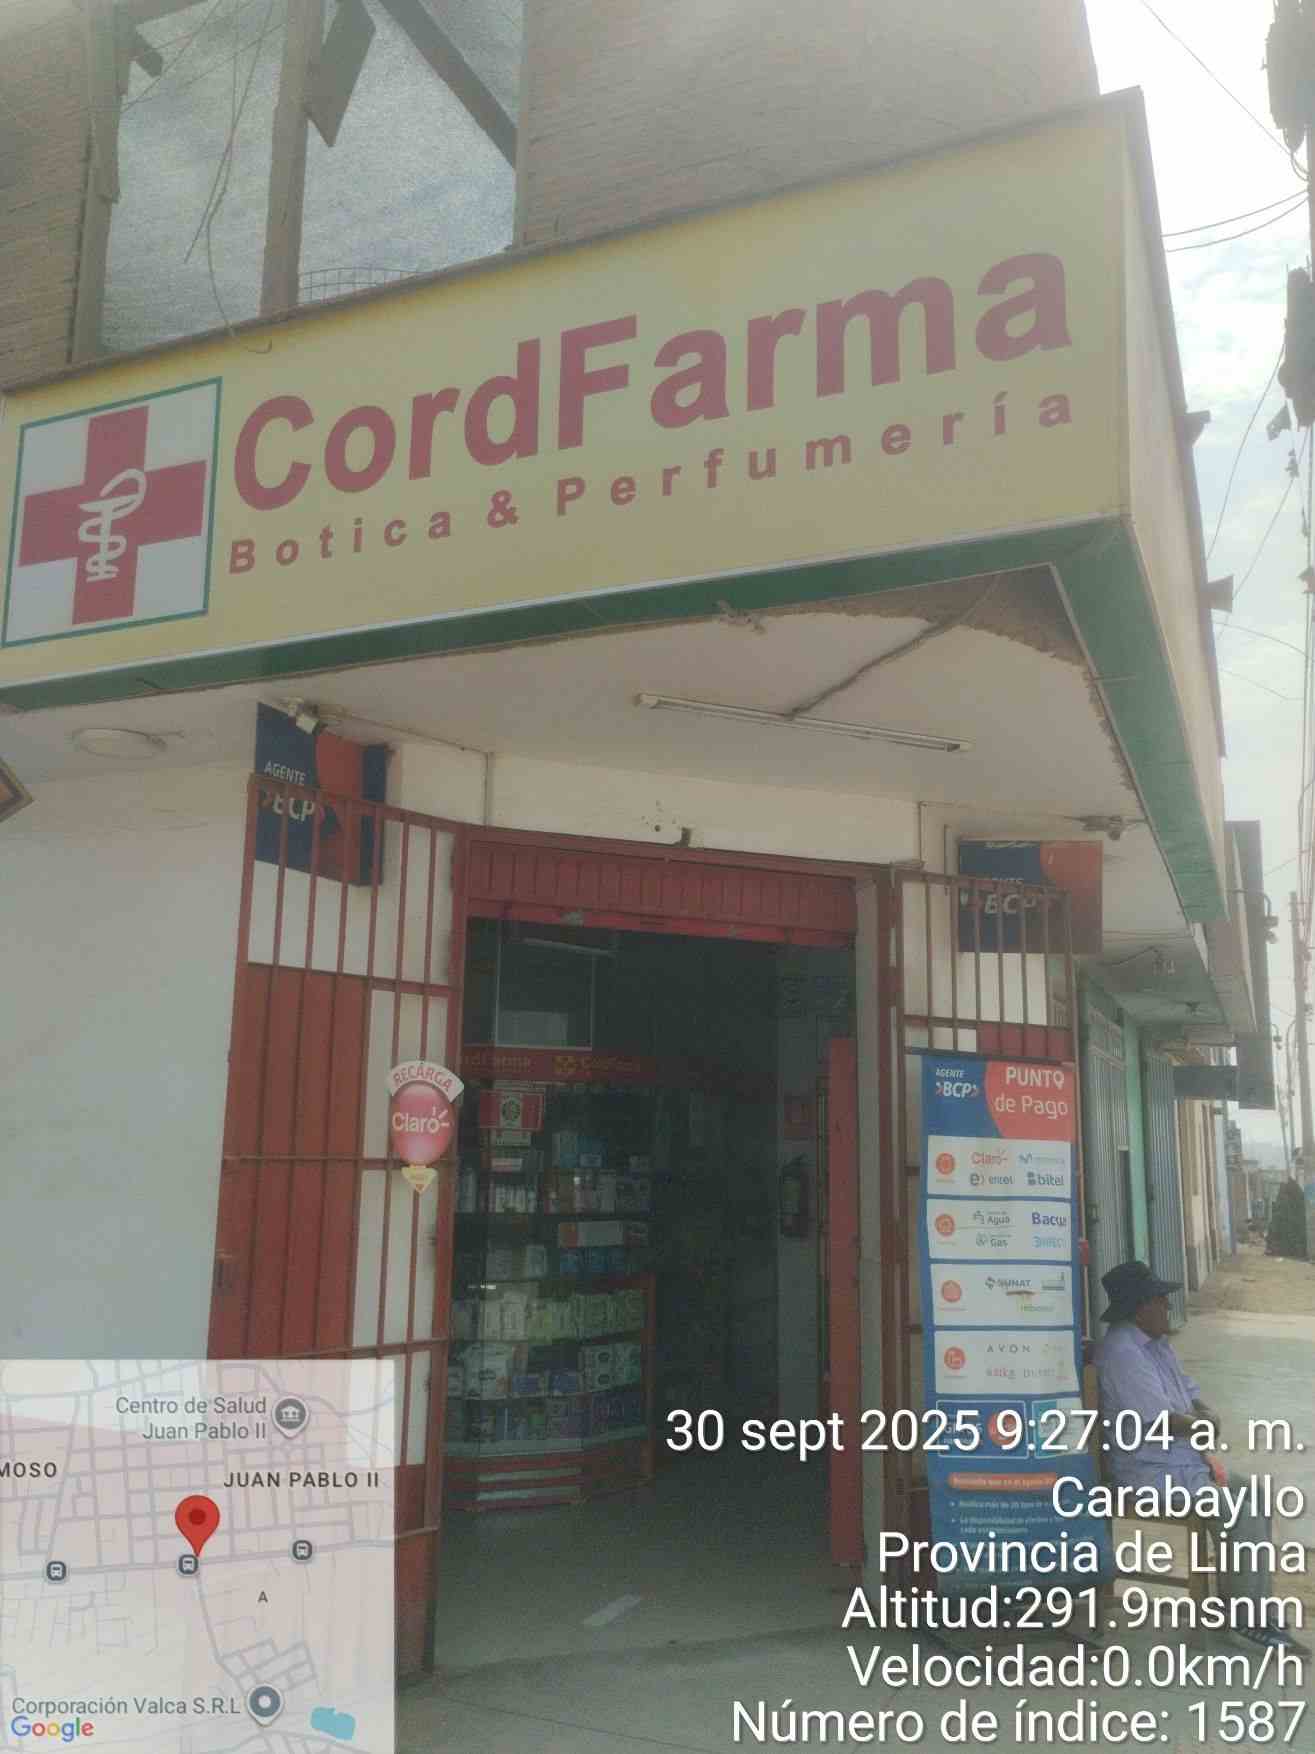 CordFarma
Botica & Perfumería
AGENTE
BCP
BCP
RECARGA
Claro
AGENTE
BCP
PUNTO
de Pago
Claro
entel
bitel
Agua
Gas
SUNAT
AVON
30 sept 2025 9:27:04 a. m.
Carabayllo
Provincia de Lima
Altitud:291.9msnm
Velocidad:0.0km/h
Número de índice: 1587
Centro de Salud
Juan Pablo II
MOSO
JUAN PABLO II
A
Corporación Valca S.R.L
Google